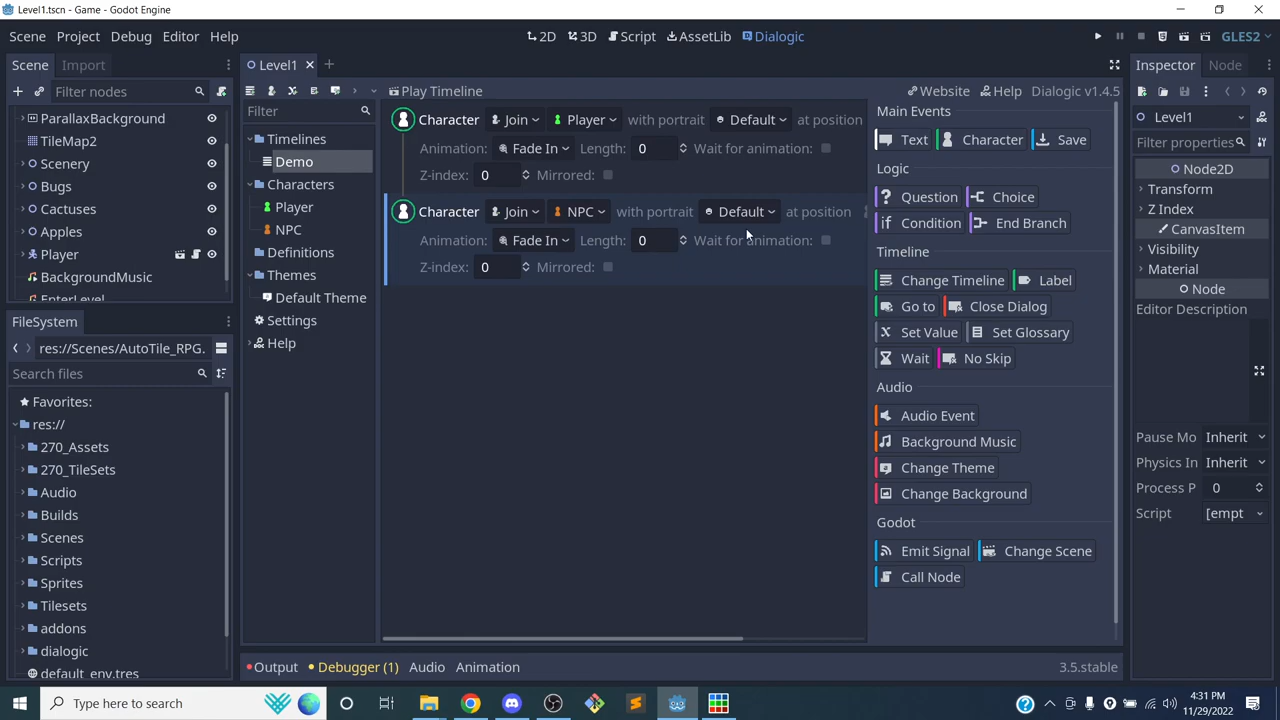 Level1.tscn - Game - Godot Engine
Scene Project Debug Editor Help 2D 3D Script AssetLib Dialogic GLES2
Scene Import
Filter nodes
ParallaxBackground
TileMap2
Scenery
Bugs
Cactuses
Apples
Player
BackgroundMusic
EnterLevel
FileSystem
res://Scenes/AutoTile_RPG.
Search files
Favorites:
res://
270_Assets
270_TileSets
Audio
Builds
Scenes
Scripts
Sprites
Tilesets
addons
dialogic
default_env.tres
Level1
Play Timeline Website Help Dialogic v1.4.5
Filter
Timelines
Demo
Characters
Player
NPC
Definitions
Themes
Default Theme
Settings
Help
Character Join Player with portrait Default at position
Animation: Fade In Length: 0 Wait for animation:
Z-index: 0 Mirrored:
Character Join NPC with portrait Default at position
Animation: Fade In Length: 0 Wait for animation:
Z-index: 0 Mirrored:
Main Events
Text Character Save
Logic
Question Choice
Condition End Branch
Timeline
Change Timeline Label
Go to Close Dialog
Set Value Set Glossary
Wait No Skip
Audio
Audio Event
Background Music
Change Theme
Change Background
Godot
Emit Signal Change Scene
Call Node
Output Debugger (1) Audio Animation 3.5.stable
Inspector Node
Level1
Filter properties
Node2D
Transform
Z Index
CanvasItem
Visibility
Material
Node
Editor Description
Pause Mo Inherit
Physics In Inherit
Process P 0
Script [empt
Type here to search
4:31 PM
11/29/2022